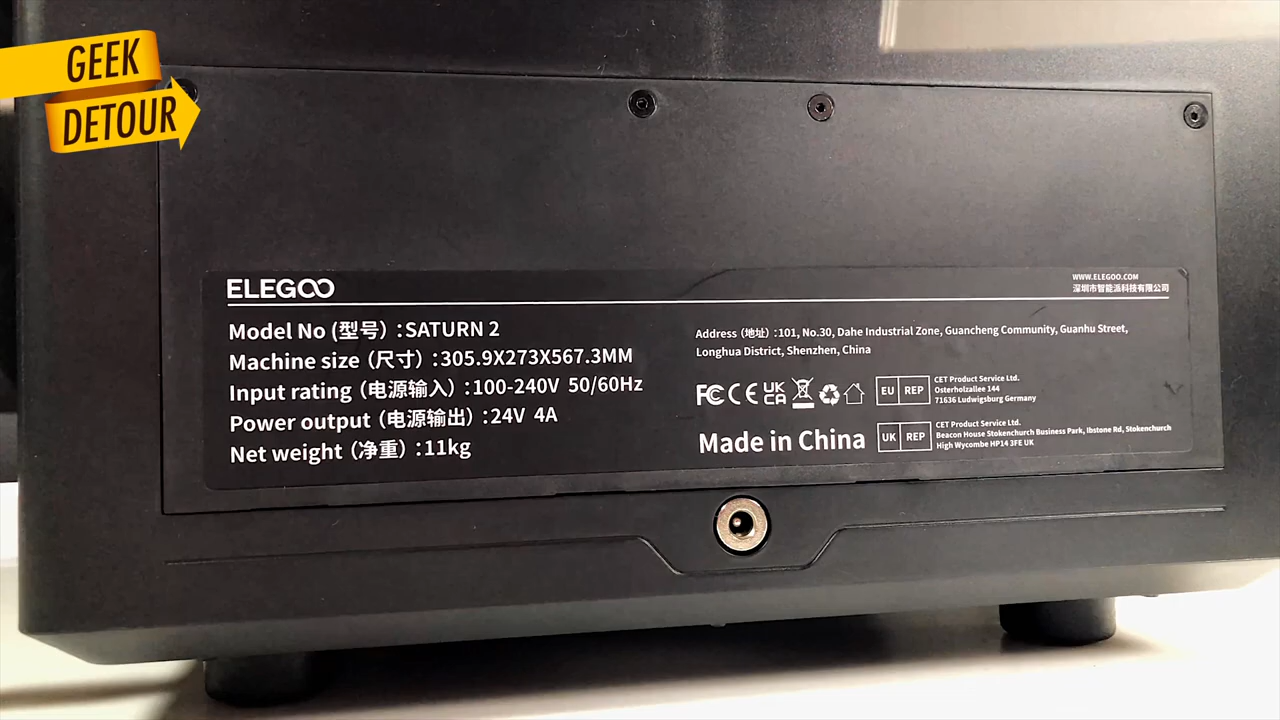 GEEK
DETOUR
ELEGOO
WWW.ELEGOO.COM
深圳市智能派科技有限公司
Model No (型号) :SATURN 2
Machine size (尺寸) :305.9X273X567.3MM
Input rating (电源输入) :100-240V 50/60Hz
Power output (电源输出) :24V 4A
Net weight (净重) :11kg
Address (地址) :101, No.30, Dahe Industrial Zone, Guancheng Community, Guanhu Street,
Longhua District, Shenzhen, China
FC CE UK CA
EU REP
CET Product Service Ltd.
Osterholzallee 144
71636 Ludwigsburg Germany
Made in China
UK REP
CET Product Service Ltd.
Beacon House Stokenchurch Business Park, Ibstone Rd, Stokenchurch
High Wycombe HP14 3FE UK